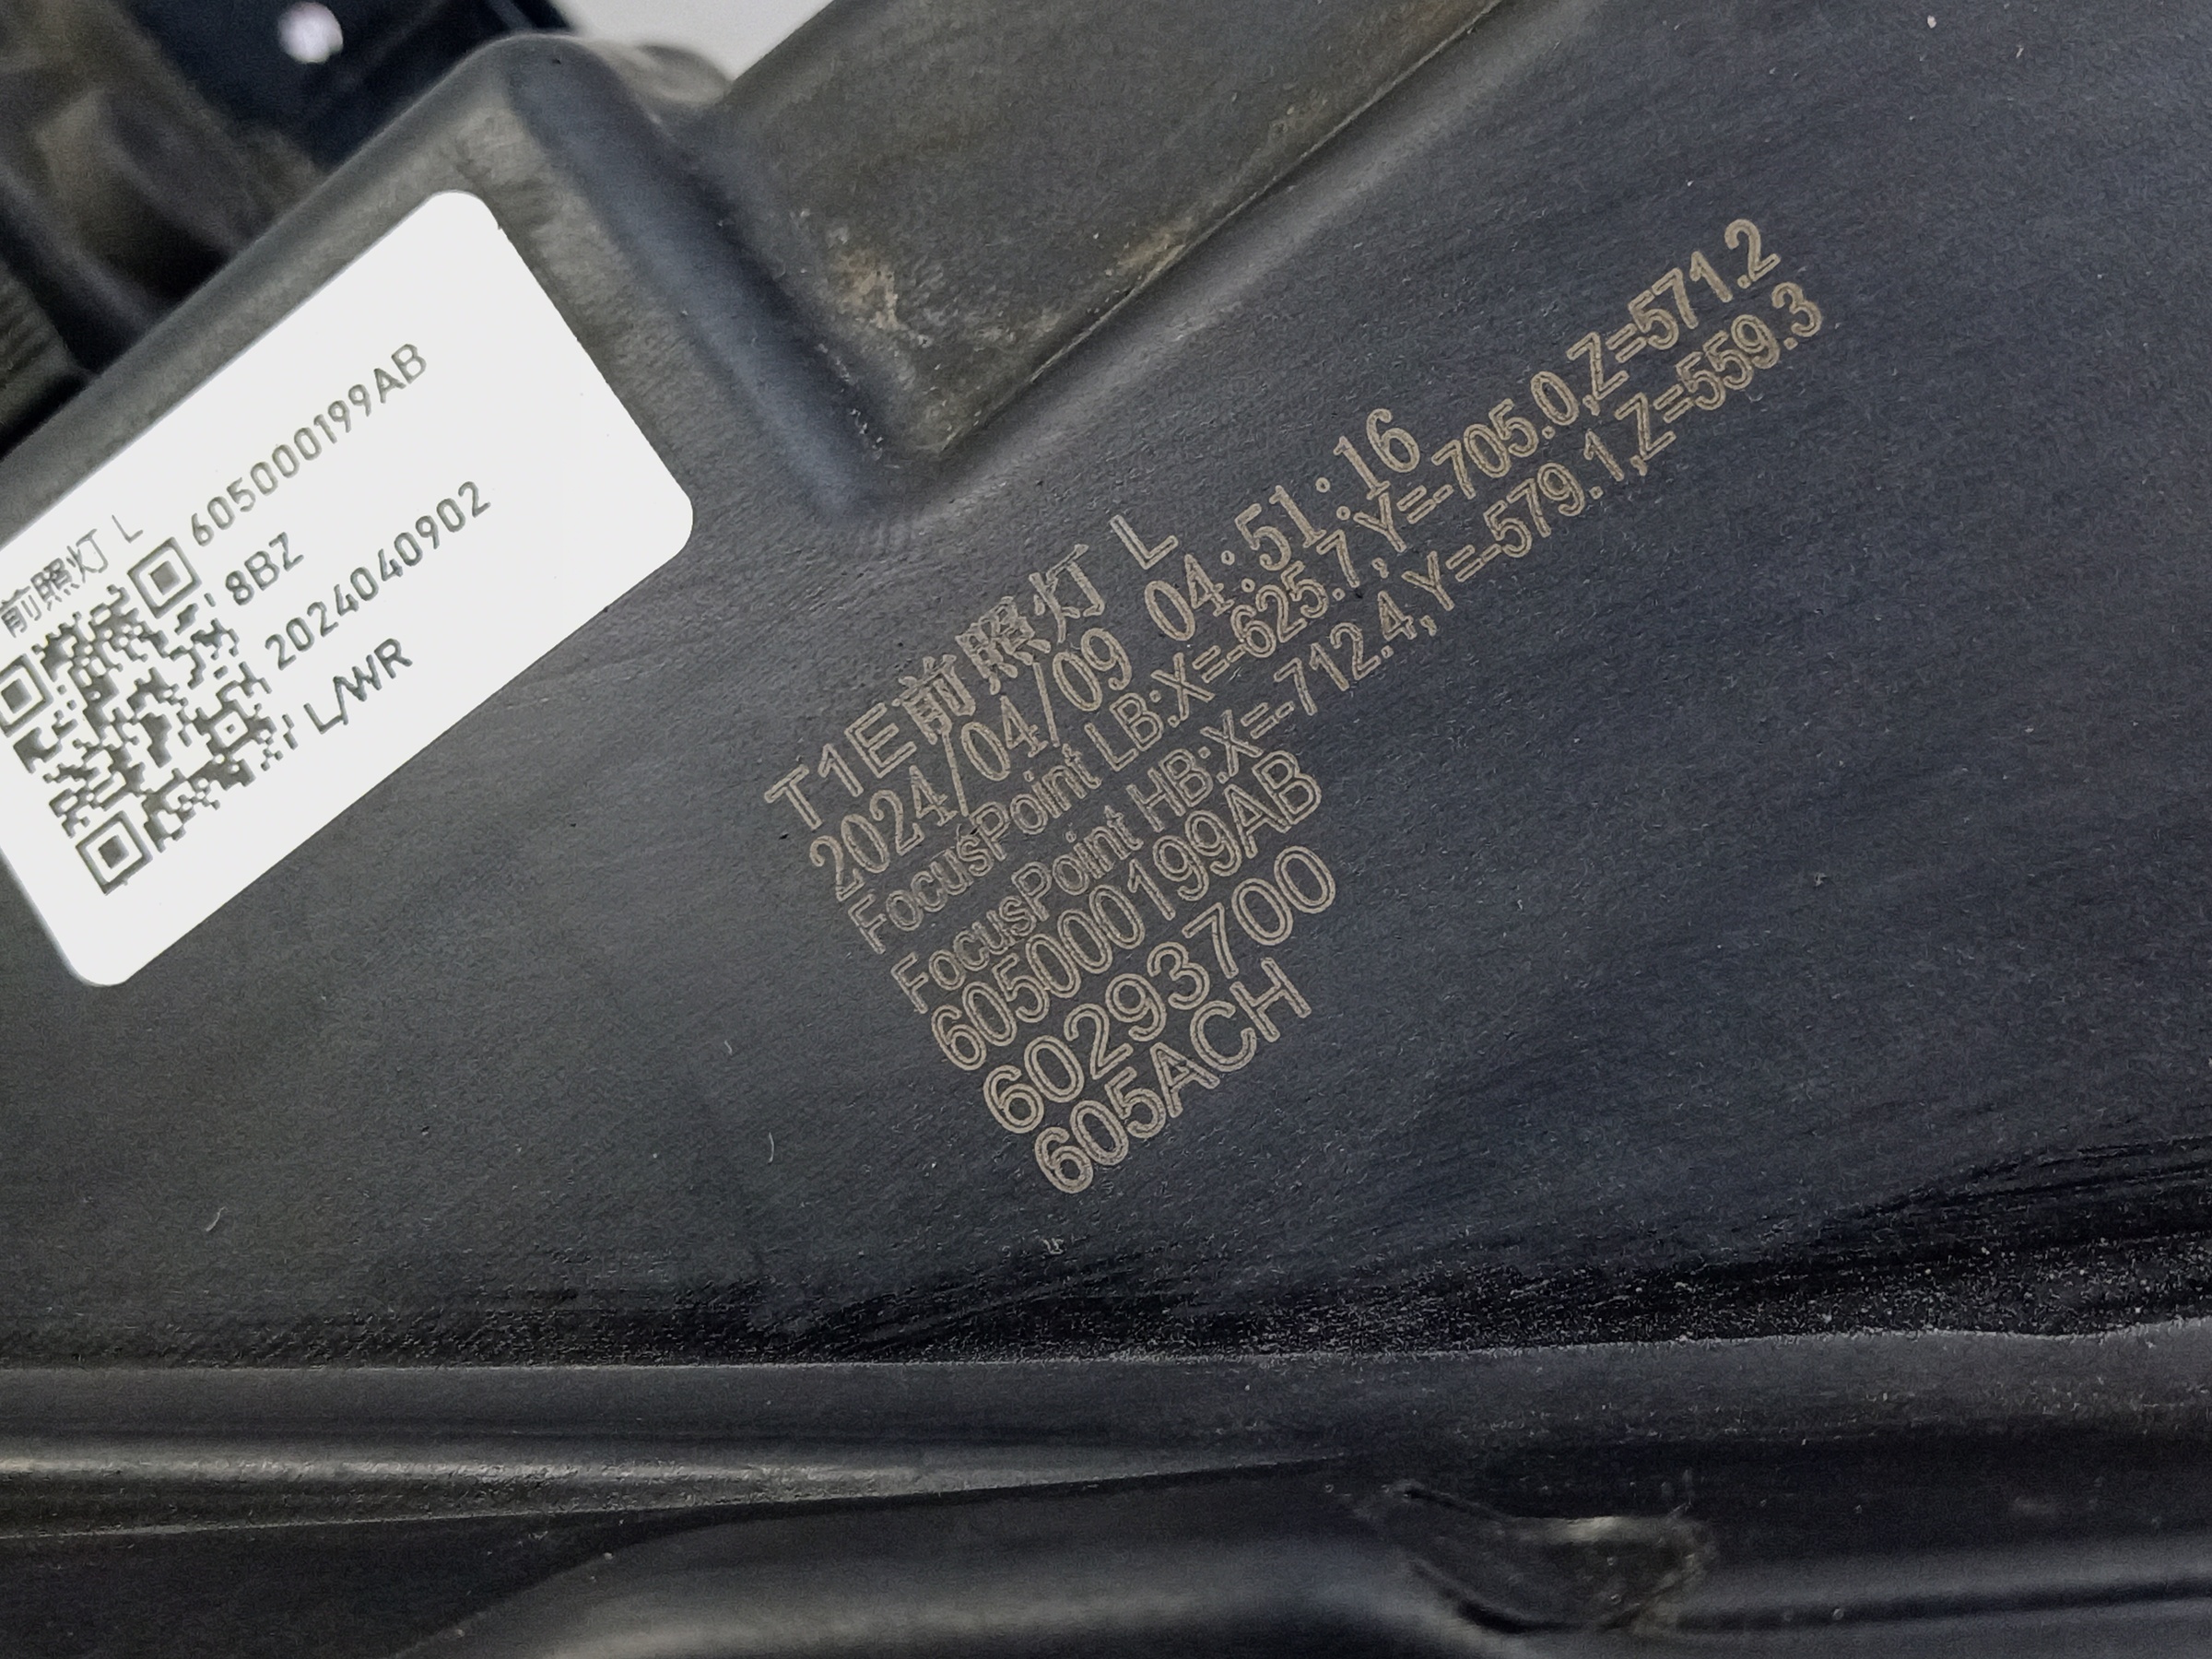 前照灯 L
605000199AB
8BZ
2024040902
L/WR
T1E前照灯 L
2024/04/09 04:51:16
FocusPoint LB:X=-625.7,Y=-705.0,Z=571.2
FocusPoint HB:X=-712.4,Y=-579.1,Z=559.3
605000199AB
60293700
605ACH